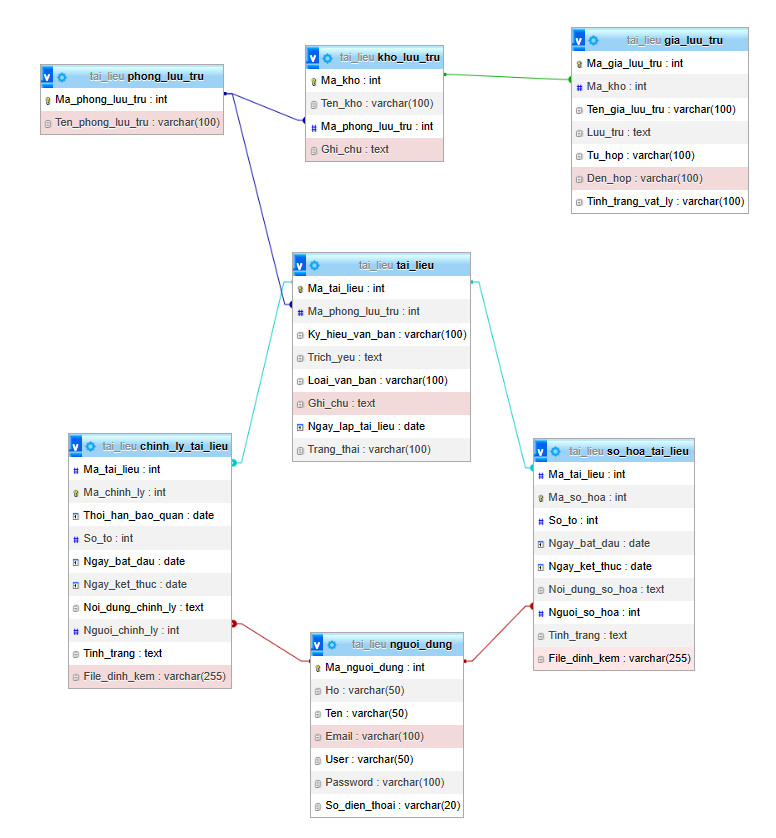 tai_lieu phong_luu_tru
Ma_phong_luu_tru : int
Ten_phong_luu_tru : varchar(100)
tai_lieu kho_luu_tru
Ma_kho : int
Ten_kho : varchar(100)
Ma_phong_luu_tru : int
Ghi_chu : text
tai_lieu gia_luu_tru
Ma_gia_luu_tru : int
Ma_kho : int
Ten_gia_luu_tru : varchar(100)
Luu_tru : text
Tu_hop : varchar(100)
Den_hop : varchar(100)
Tinh_trang_vat_ly : varchar(100)
tai_lieu tai_lieu
Ma_tai_lieu : int
Ma_phong_luu_tru : int
Ky_hieu_van_ban : varchar(100)
Trich_yeu : text
Loai_van_ban : varchar(100)
Ghi_chu : text
Ngay_lap_tai_lieu : date
Trang_thai : varchar(100)
tai_lieu chinh_ly_tai_lieu
Ma_tai_lieu : int
Ma_chinh_ly : int
Thoi_han_bao_quan : date
So_to : int
Ngay_bat_dau : date
Ngay_ket_thuc : date
Noi_dung_chinh_ly : text
Nguoi_chinh_ly : int
Tinh_trang : text
File_dinh_kem : varchar(255)
tai_lieu so_hoa_tai_lieu
Ma_tai_lieu : int
Ma_so_hoa : int
So_to : int
Ngay_bat_dau : date
Ngay_ket_thuc : date
Noi_dung_so_hoa : text
Nguoi_so_hoa : int
Tinh_trang : text
File_dinh_kem : varchar(255)
tai_lieu nguoi_dung
Ma_nguoi_dung : int
Ho : varchar(50)
Ten : varchar(50)
Email : varchar(100)
User : varchar(50)
Password : varchar(100)
So_dien_thoai : varchar(20)